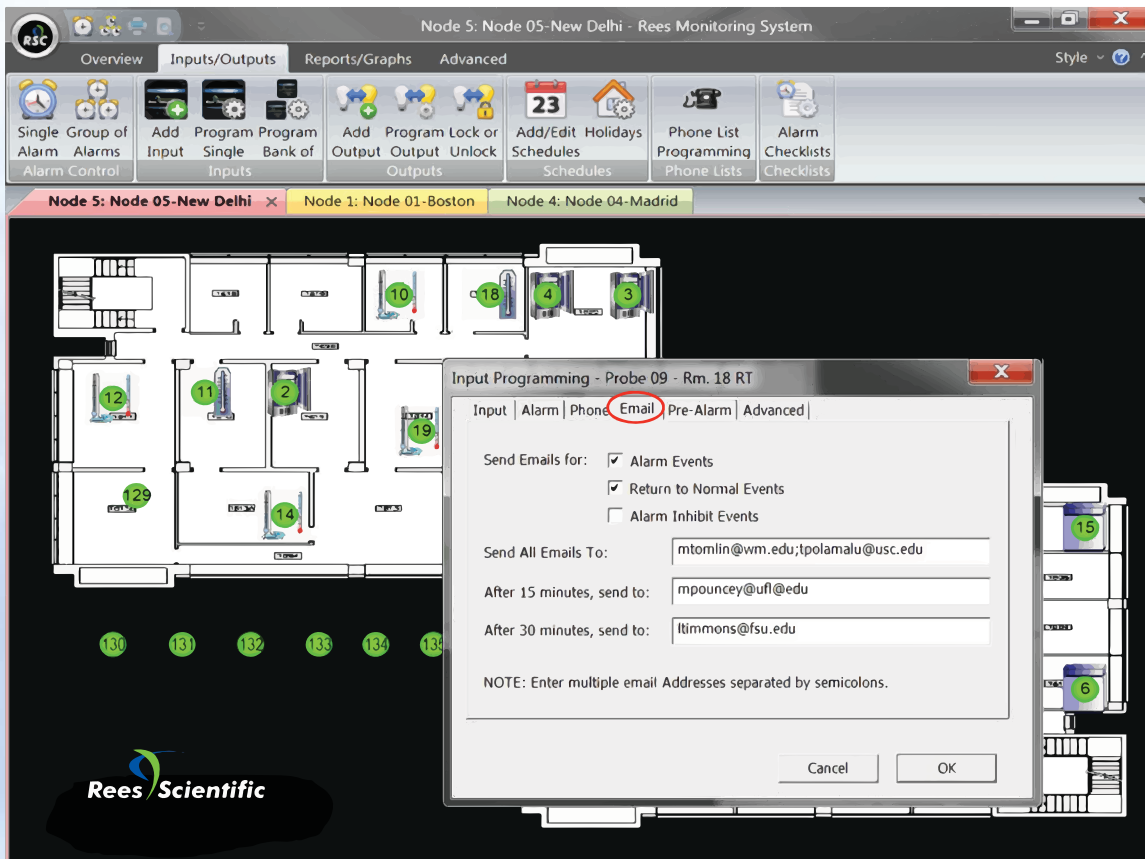 RSC
Node 5: Node 05-New Delhi - Rees Monitoring System
Overview Inputs/Outputs Reports/Graphs Advanced
Style
Single Alarm
Group of Alarms
Alarm Control
Add Input
Program Single
Program Bank of
Inputs
Add Output
Program Output
Lock or Unlock
Outputs
23
Add/Edit Schedules
Holidays
Schedules
Phone List Programming
Phone Lists
Alarm Checklists
Checklists
Node 5: Node 05-New Delhi
Node 1: Node 01-Boston
Node 4: Node 04-Madrid
10
18
4
3
12
11
2
19
129
14
130
131
132
133
134
135
15
6
Input Programming - Probe 09 - Rm. 18 RT
Input Alarm Phone Email Pre-Alarm Advanced
Send Emails for: Alarm Events
Return to Normal Events
Alarm Inhibit Events
Send All Emails To: mtomlin@wm.edu;tpolamalu@usc.edu
After 15 minutes, send to: mpouncey@ufl@edu
After 30 minutes, send to: ltimmons@fsu.edu
NOTE: Enter multiple email Addresses separated by semicolons.
Cancel OK
Rees Scientific